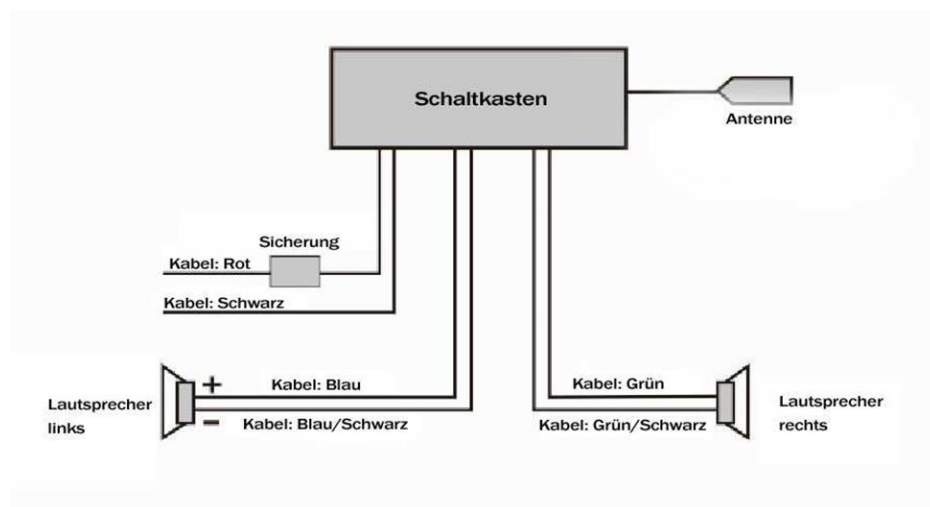 Schaltkasten
Antenne
Sicherung
Kabel: Rot
Kabel: Schwarz
+
Kabel: Blau
Kabel: Grün
Lautsprecher
links
Lautsprecher
rechts
−
Kabel: Blau/Schwarz
Kabel: Grün/Schwarz